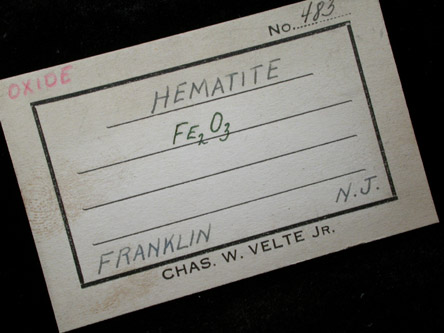 No. 483
OXIDE
HEMATITE
Fe2O3
FRANKLIN N.J.
CHAS. W. VELTE JR.